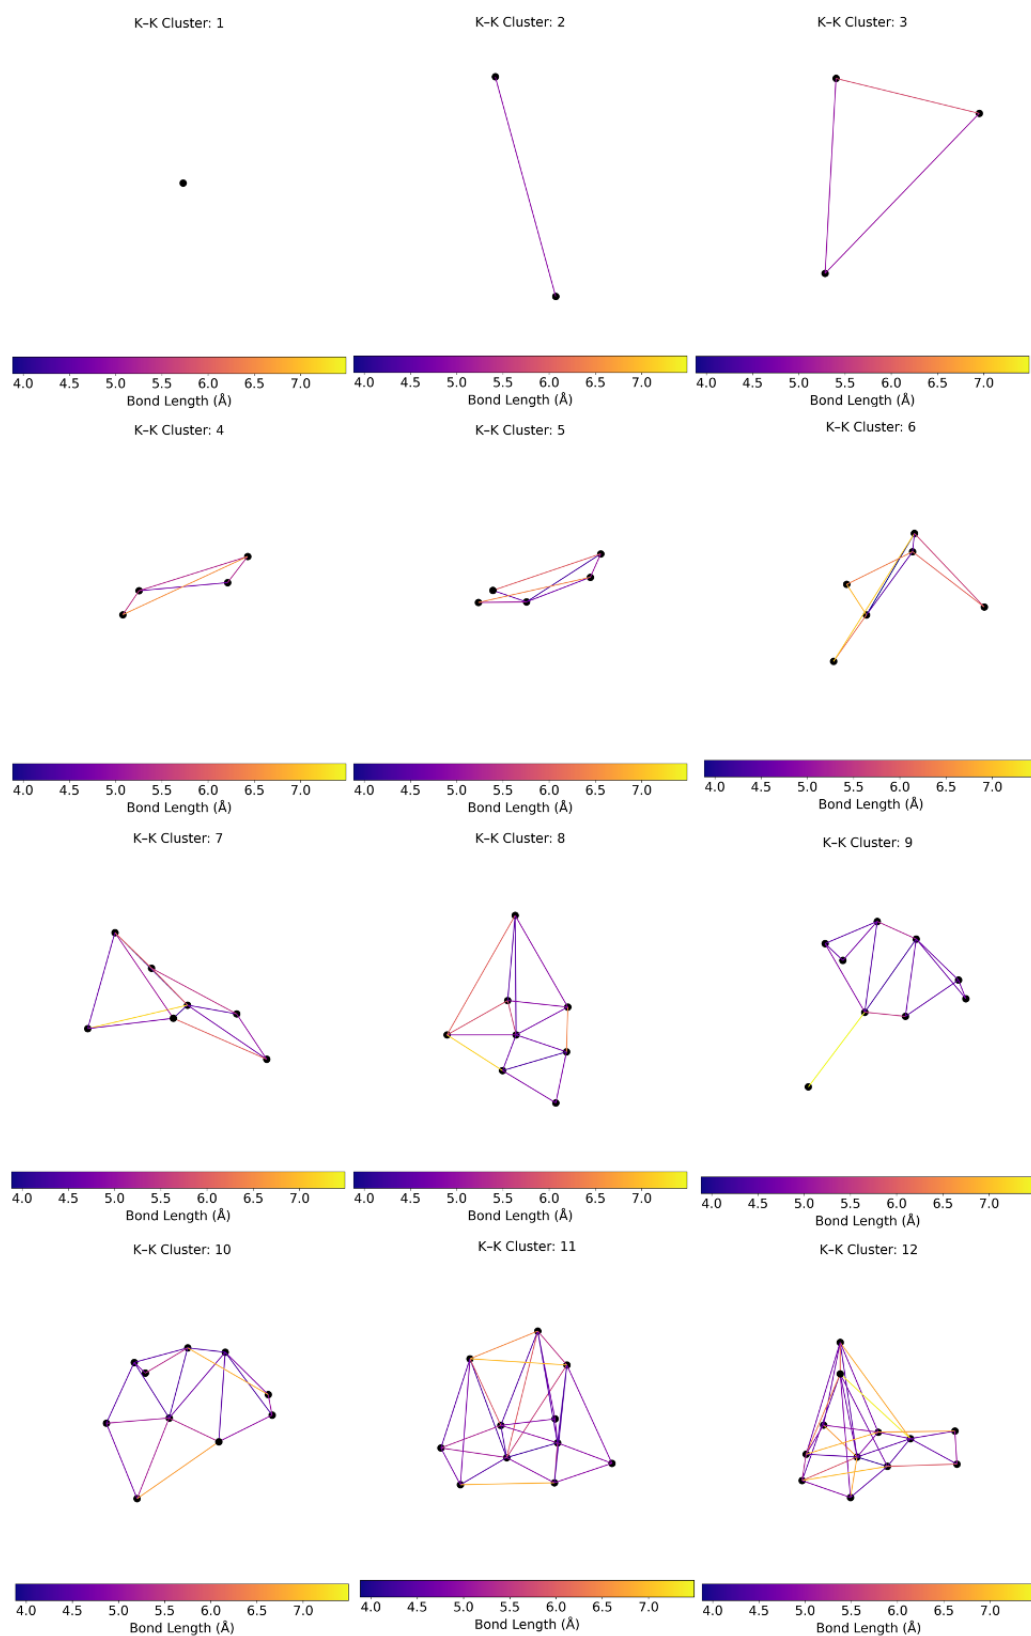 K–K Cluster: 1
K–K Cluster: 2
K–K Cluster: 3
4.0 4.5 5.0 5.5 6.0 6.5 7.0
Bond Length (Å)
4.0 4.5 5.0 5.5 6.0 6.5 7.0
Bond Length (Å)
4.0 4.5 5.0 5.5 6.0 6.5 7.0
Bond Length (Å)
K–K Cluster: 4
K–K Cluster: 5
K–K Cluster: 6
4.0 4.5 5.0 5.5 6.0 6.5 7.0
Bond Length (Å)
4.0 4.5 5.0 5.5 6.0 6.5 7.0
Bond Length (Å)
4.0 4.5 5.0 5.5 6.0 6.5 7.0
Bond Length (Å)
K–K Cluster: 7
K–K Cluster: 8
K–K Cluster: 9
4.0 4.5 5.0 5.5 6.0 6.5 7.0
Bond Length (Å)
4.0 4.5 5.0 5.5 6.0 6.5 7.0
Bond Length (Å)
4.0 4.5 5.0 5.5 6.0 6.5 7.0
Bond Length (Å)
K–K Cluster: 10
K–K Cluster: 11
K–K Cluster: 12
4.0 4.5 5.0 5.5 6.0 6.5 7.0
Bond Length (Å)
4.0 4.5 5.0 5.5 6.0 6.5 7.0
Bond Length (Å)
4.0 4.5 5.0 5.5 6.0 6.5 7.0
Bond Length (Å)